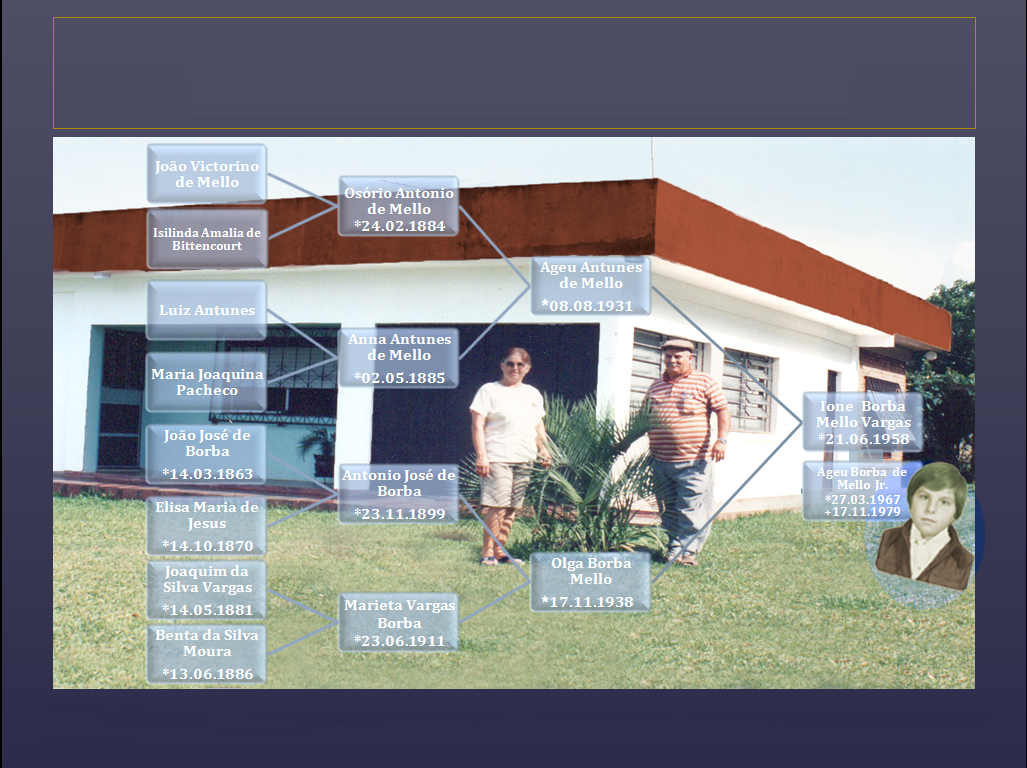 João Victorino
de Mello
Isilinda Amalia de
Bittencourt
Luiz Antunes
Maria Joaquina
Pacheco
João José de
Borba
*14.03.1863
Elisa Maria de
Jesus
*14.10.1870
Joaquim da
Silva Vargas
*14.05.1881
Benta da Silva
Moura
*13.06.1886
Osório Antonio
de Mello
*24.02.1884
Anna Antunes
de Mello
*02.05.1885
Antonio José de
Borba
*23.11.1899
Marieta Vargas
Borba
*23.06.1911
Ageu Antunes
de Mello
*08.08.1931
Olga Borba
Mello
*17.11.1938
Ione Borba
Mello Vargas
*21.06.1958
Ageu Borba de
Mello Jr.
*27.03.1967
+17.11.1979